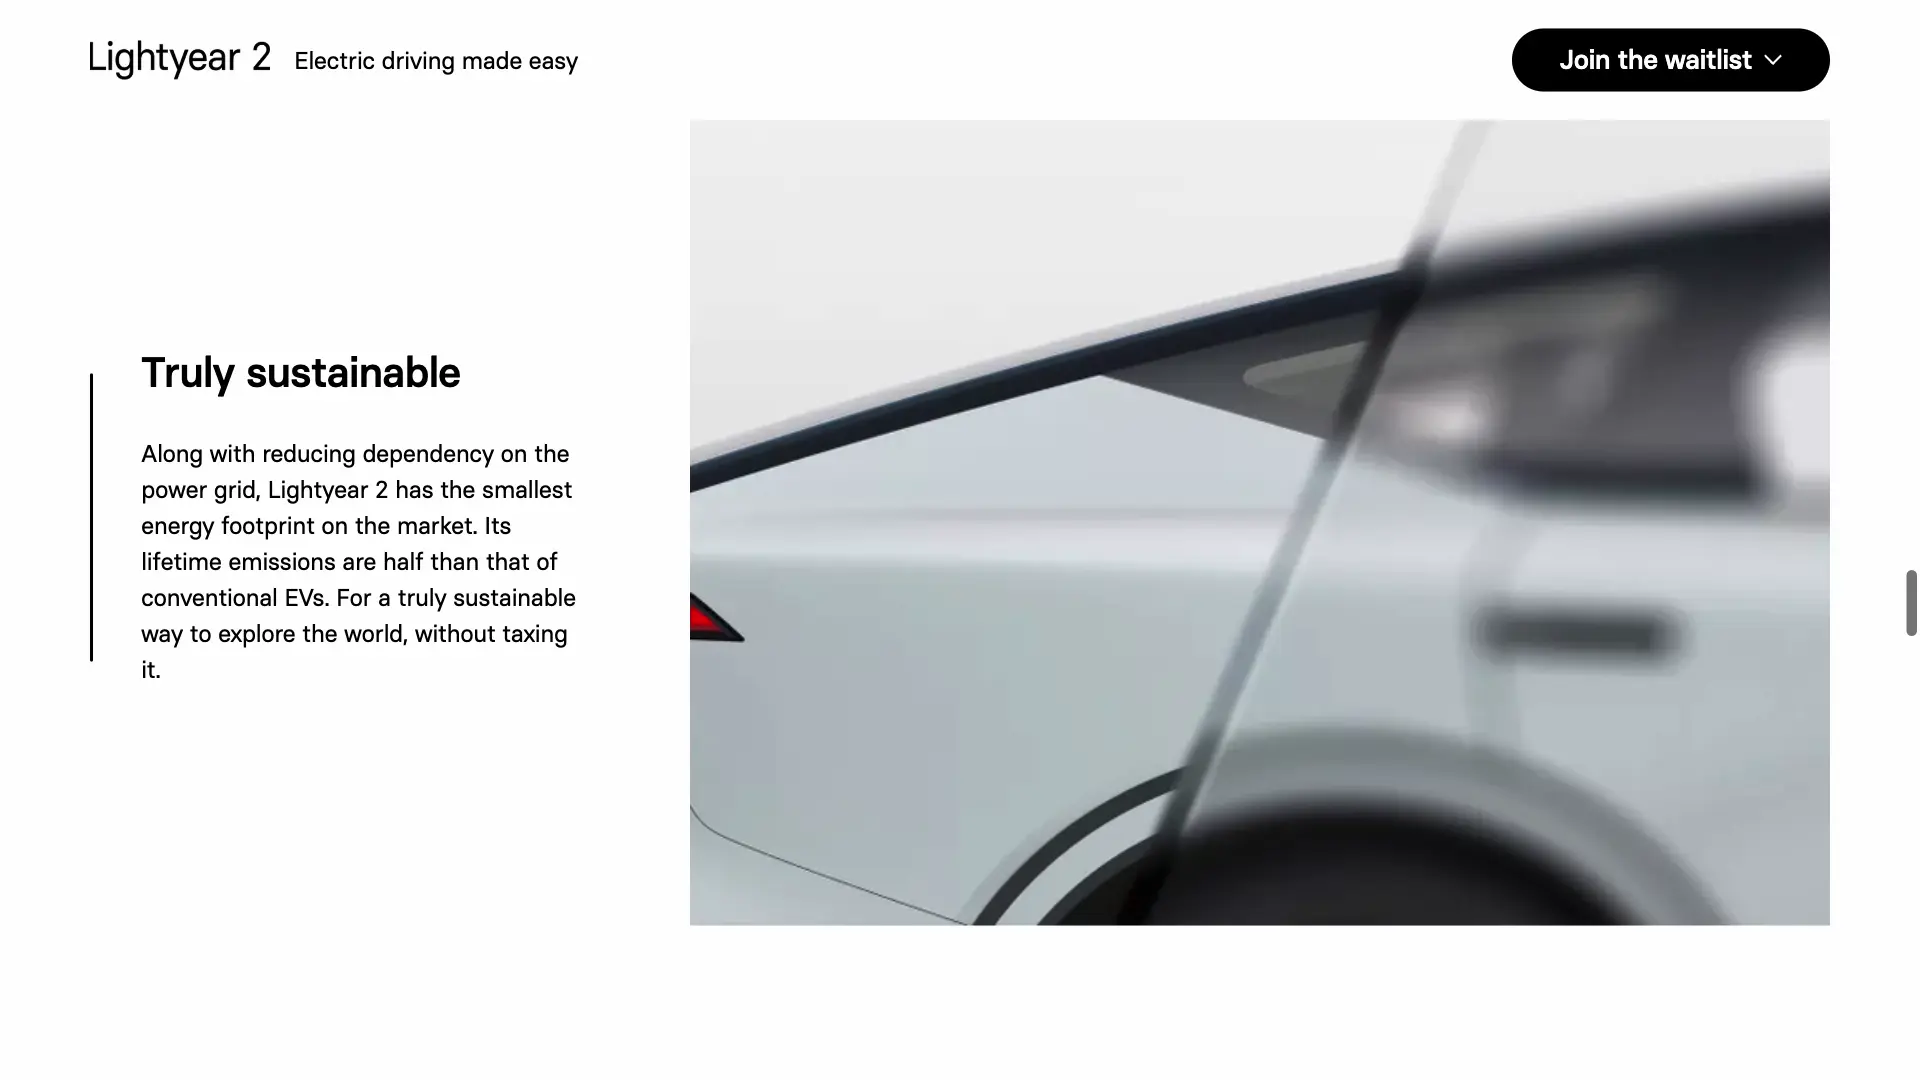 Lightyear 2 Electric driving made easy
Join the waitlist
Truly sustainable
Along with reducing dependency on the
power grid, Lightyear 2 has the smallest
energy footprint on the market. Its
lifetime emissions are half than that of
conventional EVs. For a truly sustainable
way to explore the world, without taxing
it.